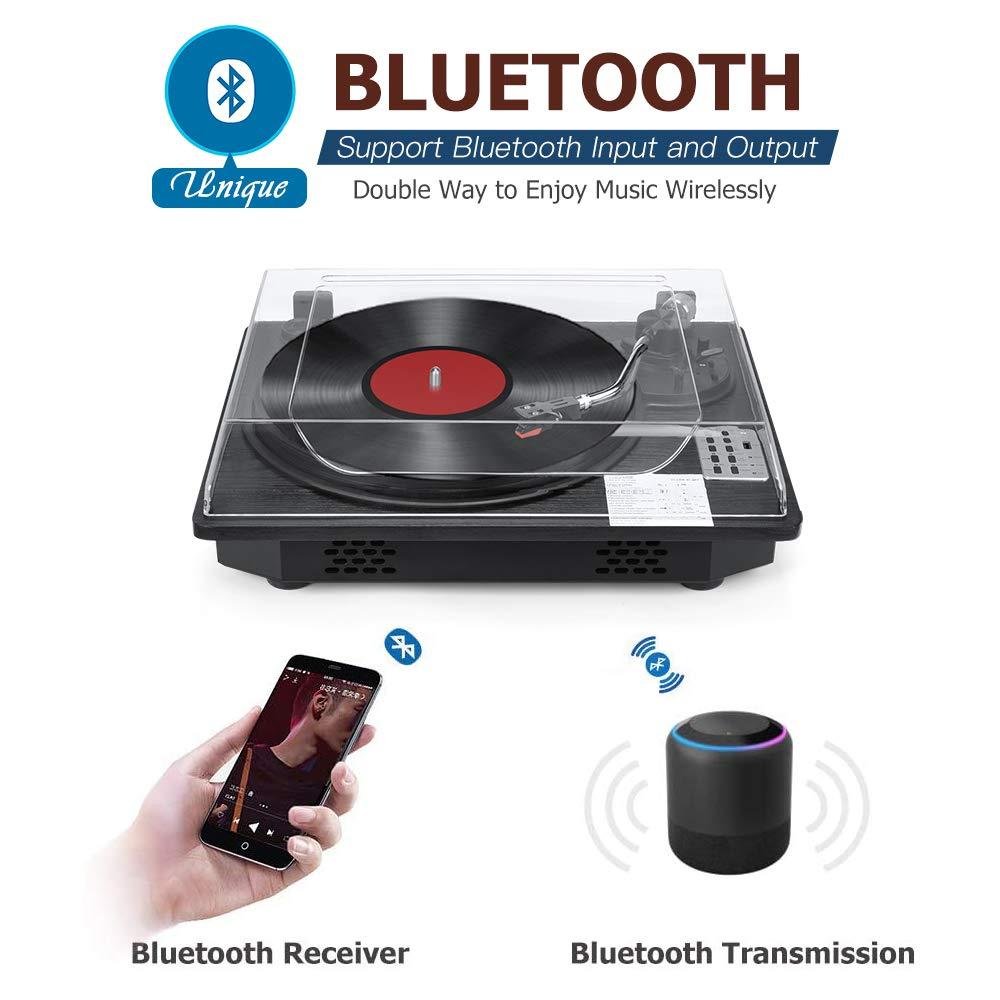 BLUETOOTH
Support Bluetooth Input and Output
Unique
Double Way to Enjoy Music Wirelessly
Bluetooth Receiver
Bluetooth Transmission